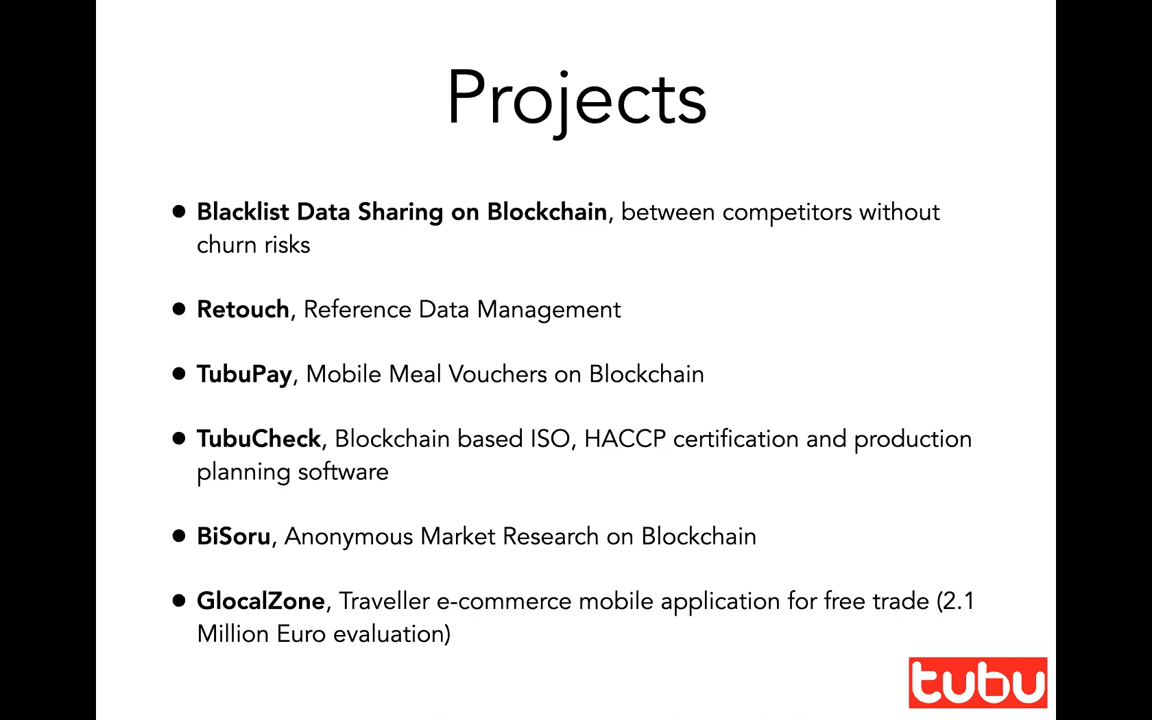 Projects
• Blacklist Data Sharing on Blockchain, between competitors without
churn risks
• Retouch, Reference Data Management
• TubuPay, Mobile Meal Vouchers on Blockchain
• TubuCheck, Blockchain based ISO, HACCP certification and production
planning software
• BiSoru, Anonymous Market Research on Blockchain
• GlocalZone, Traveller e-commerce mobile application for free trade (2.1
Million Euro evaluation)
tubu